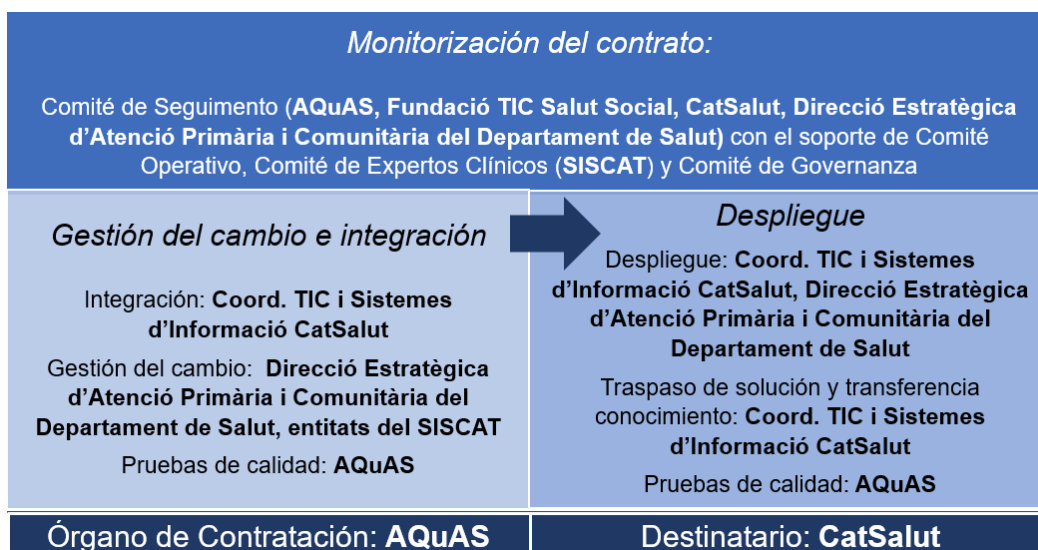 Monitorización del contrato:
Comité de Seguimento (AQuAS, Fundació TIC Salut Social, CatSalut, Direcció Estratègica
d'Atenció Primària i Comunitària del Departament de Salut) con el soporte de Comité
Operativo, Comité de Expertos Clínicos (SISCAT) y Comité de Governanza
Gestión del cambio e integración
Integración: Coord. TIC i Sistemes
d'Informació CatSalut
Gestión del cambio: Direcció Estratègica
d'Atenció Primària i Comunitària del
Departament de Salut, entitats del SISCAT
Pruebas de calidad: AQuAS
Despliegue
Despliegue: Coord. TIC i Sistemes
d'Informació CatSalut, Direcció Estratègica
d'Atenció Primària i Comunitària del
Departament de Salut
Traspaso de solución y transferencia
conocimiento: Coord. TIC i Sistemes
d'Informació CatSalut
Pruebas de calidad: AQuAS
Órgano de Contratación: AQuAS
Destinatario: CatSalut